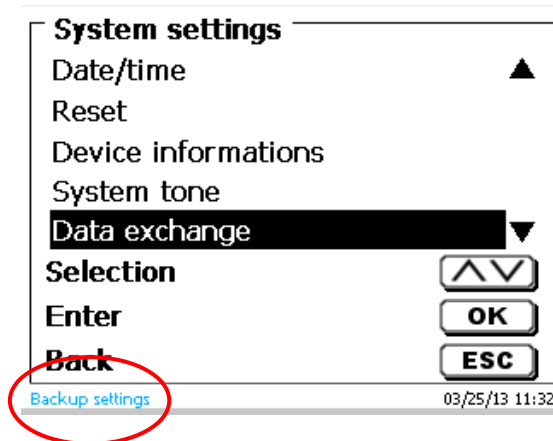 System settings
Date/time
Reset
Device informations
System tone
Data exchange
Selection
Enter OK
Back ESC
Backup settings 03/25/13 11:32